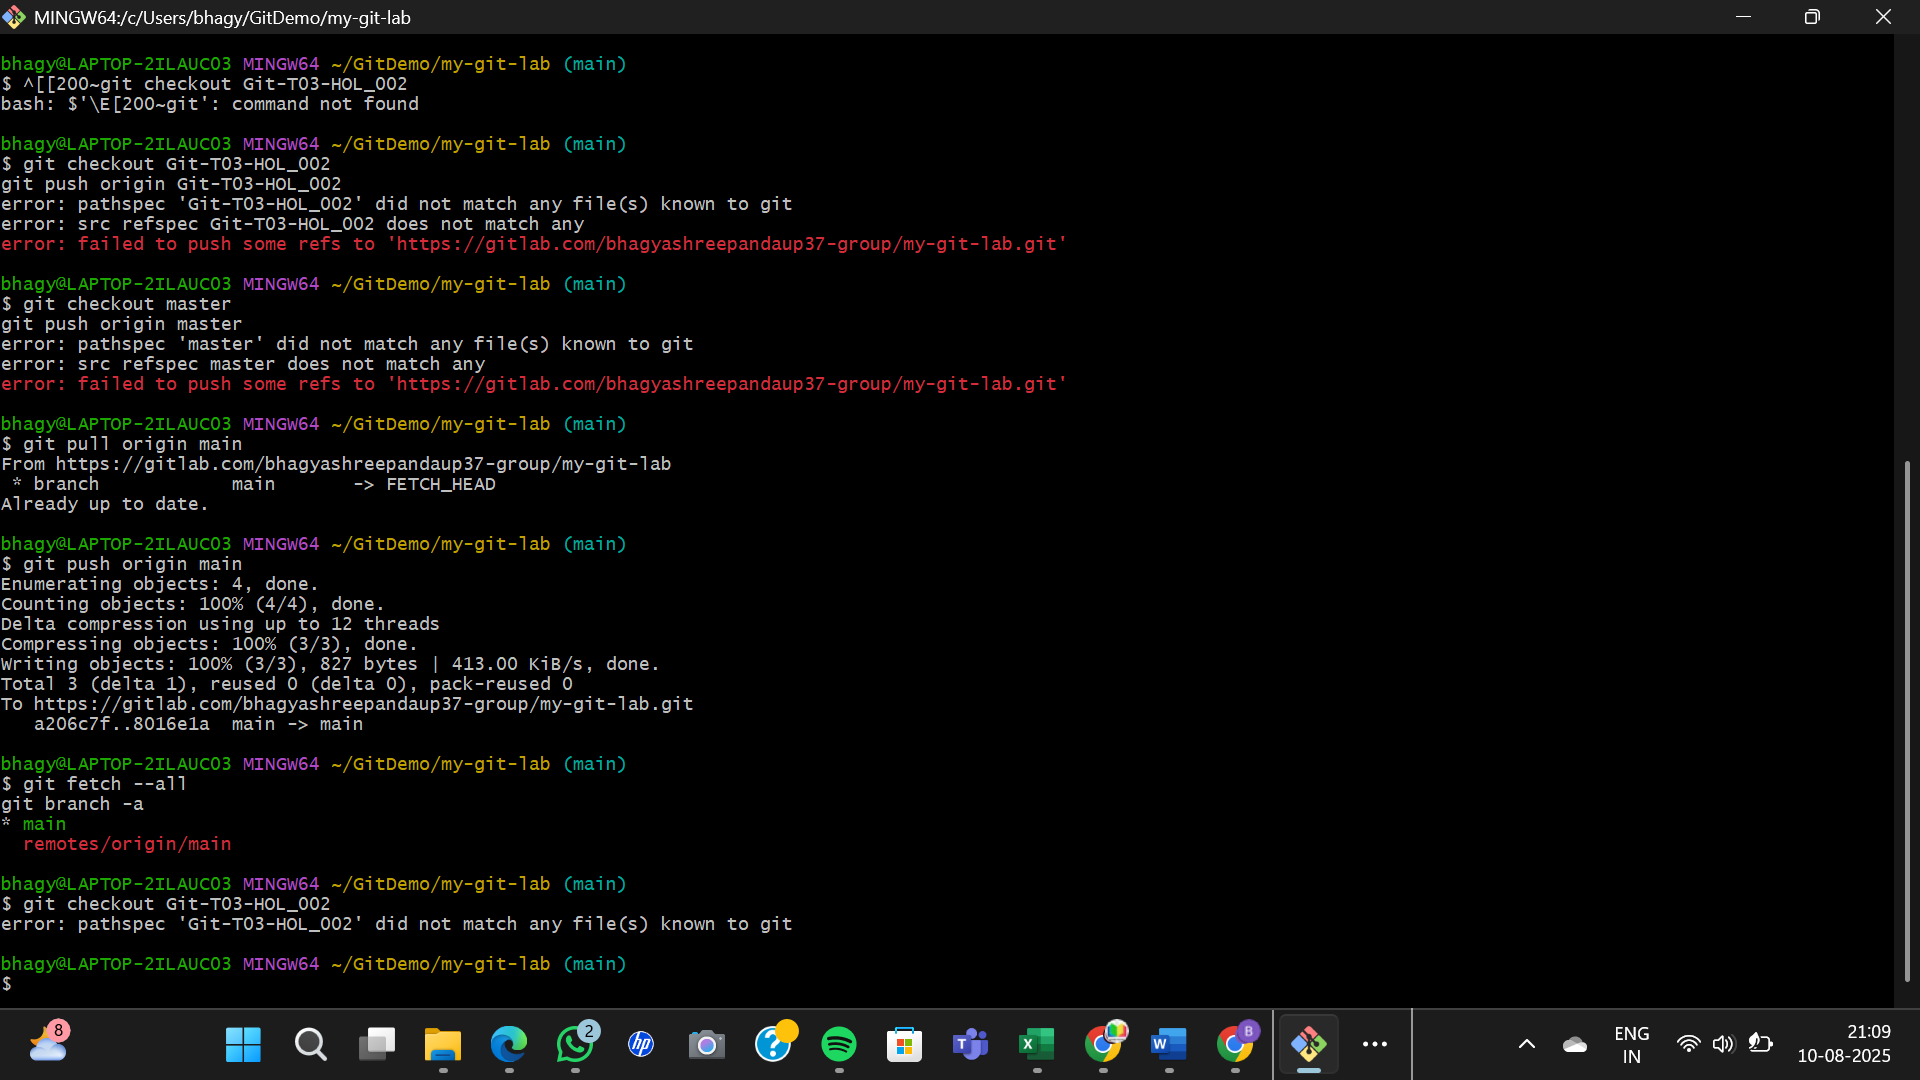 MINGW64:/c/Users/bhagy/GitDemo/my-git-lab
bhagy@LAPTOP-2ILAUC03 MINGW64 ~/GitDemo/my-git-lab (main)
$ ^[[200~git checkout Git-T03-HOL_002
bash: $'\E[200~git': command not found
bhagy@LAPTOP-2ILAUC03 MINGW64 ~/GitDemo/my-git-lab (main)
$ git checkout Git-T03-HOL_002
git push origin Git-T03-HOL_002
error: pathspec 'Git-T03-HOL_002' did not match any file(s) known to git
error: src refspec Git-T03-HOL_002 does not match any
error: failed to push some refs to 'https://gitlab.com/bhagyashreepandaup37-group/my-git-lab.git'
bhagy@LAPTOP-2ILAUC03 MINGW64 ~/GitDemo/my-git-lab (main)
$ git checkout master
git push origin master
error: pathspec 'master' did not match any file(s) known to git
error: src refspec master does not match any
error: failed to push some refs to 'https://gitlab.com/bhagyashreepandaup37-group/my-git-lab.git'
bhagy@LAPTOP-2ILAUC03 MINGW64 ~/GitDemo/my-git-lab (main)
$ git pull origin main
From https://gitlab.com/bhagyashreepandaup37-group/my-git-lab
 * branch            main       -> FETCH_HEAD
Already up to date.
bhagy@LAPTOP-2ILAUC03 MINGW64 ~/GitDemo/my-git-lab (main)
$ git push origin main
Enumerating objects: 4, done.
Counting objects: 100% (4/4), done.
Delta compression using up to 12 threads
Compressing objects: 100% (3/3), done.
Writing objects: 100% (3/3), 827 bytes | 413.00 KiB/s, done.
Total 3 (delta 1), reused 0 (delta 0), pack-reused 0
To https://gitlab.com/bhagyashreepandaup37-group/my-git-lab.git
   a206c7f..8016e1a  main -> main
bhagy@LAPTOP-2ILAUC03 MINGW64 ~/GitDemo/my-git-lab (main)
$ git fetch --all
git branch -a
* main
  remotes/origin/main
bhagy@LAPTOP-2ILAUC03 MINGW64 ~/GitDemo/my-git-lab (main)
$ git checkout Git-T03-HOL_002
error: pathspec 'Git-T03-HOL_002' did not match any file(s) known to git
bhagy@LAPTOP-2ILAUC03 MINGW64 ~/GitDemo/my-git-lab (main)
$
8
2
hp
?
T
X
W
B
ENG
IN
21:09
10-08-2025